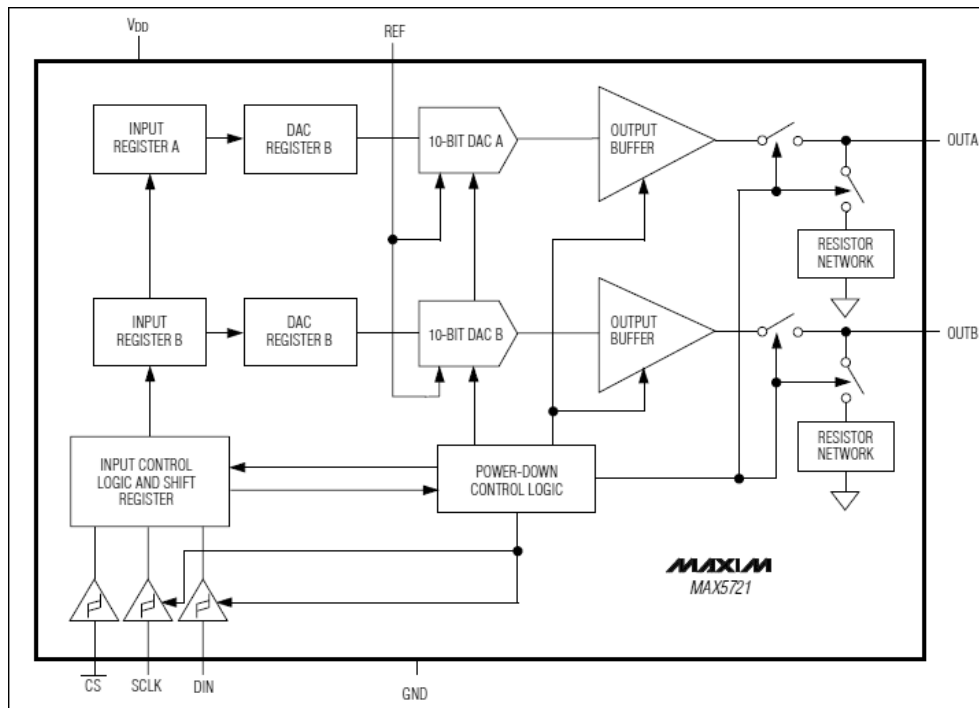 VDD
REF
INPUT
REGISTER A
DAC
REGISTER B
10-BIT DAC A
OUTPUT
BUFFER
OUTA
RESISTOR
NETWORK
INPUT
REGISTER B
DAC
REGISTER B
10-BIT DAC B
OUTPUT
BUFFER
OUTB
RESISTOR
NETWORK
INPUT CONTROL
LOGIC AND SHIFT
REGISTER
POWER-DOWN
CONTROL LOGIC
MAXIM
MAX5721
CS
SCLK
DIN
GND